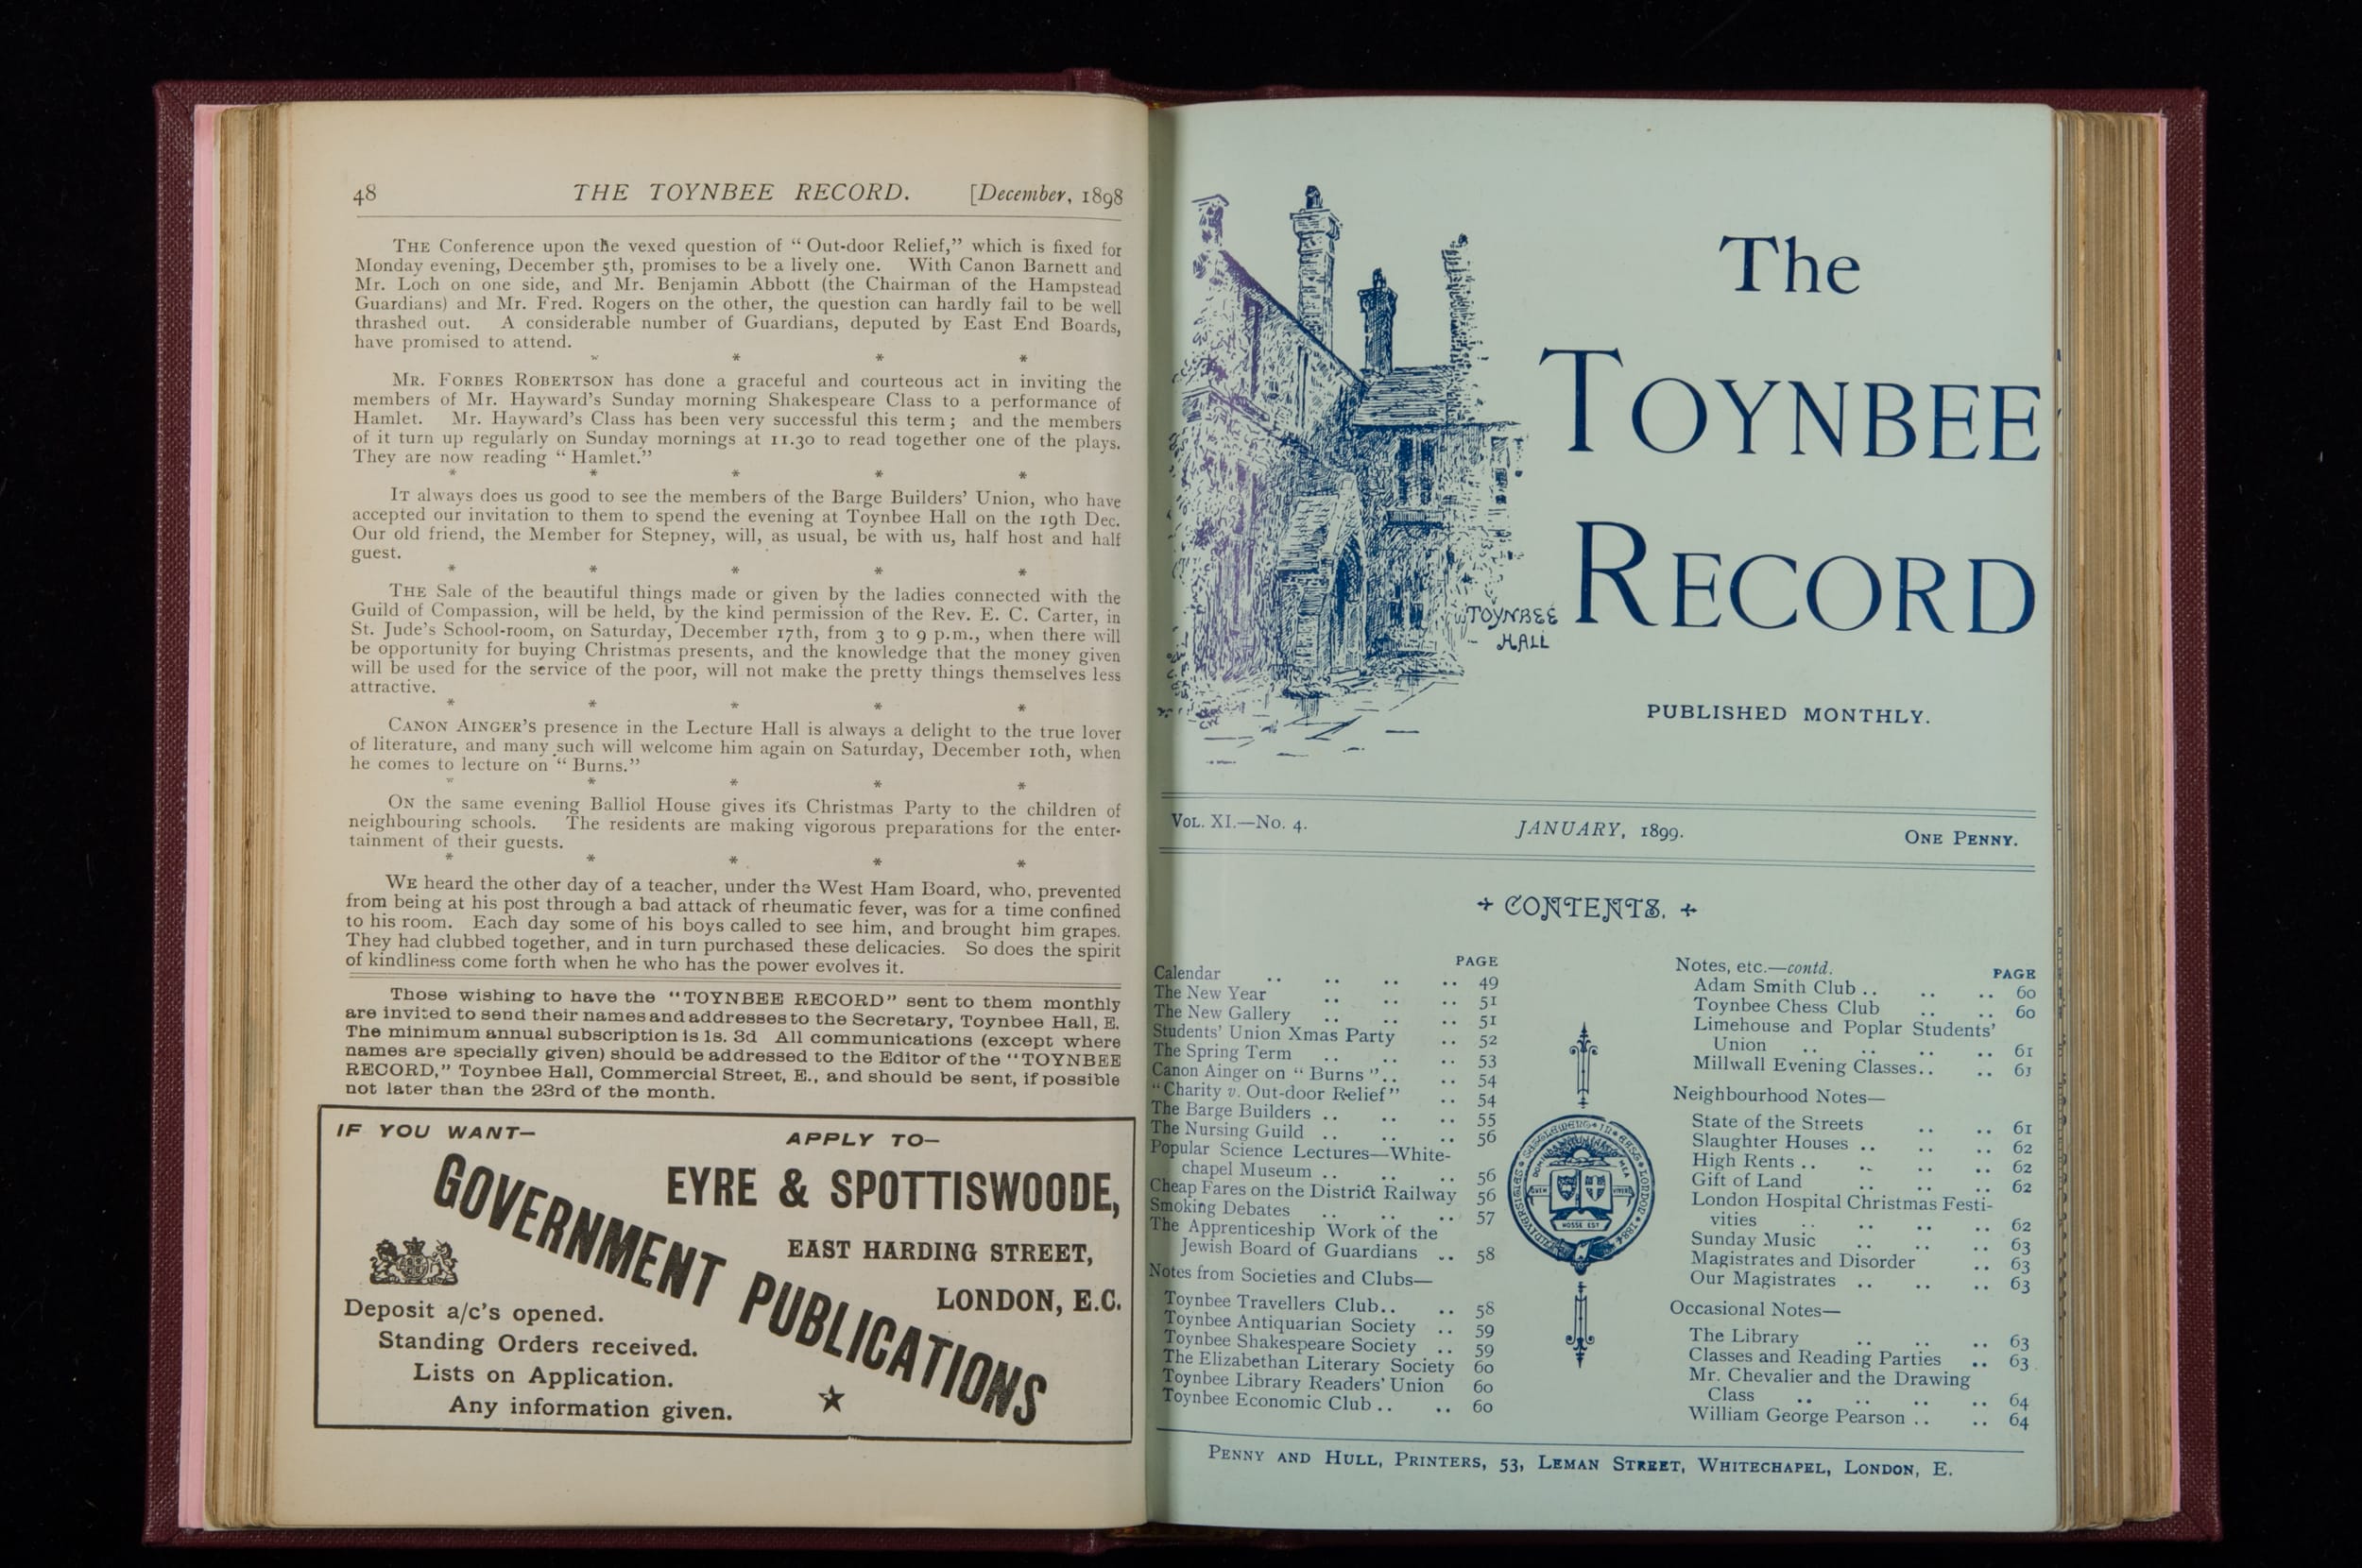 48 THE TOYNBEE RECORD. [December, 1898
THE Conference upon the vexed question of “ Out-door Relief,” which is fixed for
Monday evening, December 5th, promises to be a lively one. With Canon Barnett and
Mr. Loch on one side, and Mr. Benjamin Abbott (the Chairman of the Hampstead
Guardians) and Mr. Fred. Rogers on the other, the question can hardly fail to be well
thrashed out. A considerable number of Guardians, deputed by East End Boards,
have promised to attend.
* * *
MR. FORBES ROBERTSON has done a graceful and courteous act in inviting the
members of Mr. Hayward’s Sunday morning Shakespeare Class to a performance of
Hamlet. Mr. Hayward’s Class has been very successful this term ; and the members
of it turn up regularly on Sunday mornings at 11.30 to read together one of the plays.
They are now reading “ Hamlet.”
* * * * *
IT always does us good to see the members of the Barge Builders’ Union, who have
accepted our invitation to them to spend the evening at Toynbee Hall on the 19th Dec.
Our old friend, the Member for Stepney, will, as usual, be with us, half host and half
guest.
* * * * *
THE Sale of the beautiful things made or given by the ladies connected with the
Guild of Compassion, will be held, by the kind permission of the Rev. E. C. Carter, in
St. Jude’s School-room, on Saturday, December 17th, from 3 to 9 p.m., when there will
be opportunity for buying Christmas presents, and the knowledge that the money given
will be used for the service of the poor, will not make the pretty things themselves less
attractive.
* * * * *
CANON AINGER’S presence in the Lecture Hall is always a delight to the true lover
of literature, and many such will welcome him again on Saturday, December 10th, when
he comes to lecture on “ Burns.”
* * * *
ON the same evening Balliol House gives its Christmas Party to the children of
neighbouring schools. The residents are making vigorous preparations for the enter-
tainment of their guests.
* * * * *
WE heard the other day of a teacher, under the West Ham Board, who, prevented
from being at his post through a bad attack of rheumatic fever, was for a time confined
to his room. Each day some of his boys called to see him, and brought him grapes.
They had clubbed together, and in turn purchased these delicacies. So does the spirit
of kindliness come forth when he who has the power evolves it.
Those wishing to have the “TOYNBEE RECORD” sent to them monthly
are invited to send their names and addresses to the Secretary, Toynbee Hall, E.
The minimum annual subscription is 1s. 3d All communications (except where
names are specially given) should be addressed to the Editor of the “TOYNBEE
RECORD,” Toynbee Hall, Commercial Street, E., and should be sent, if possible
not later than the 23rd of the month.
IF YOU WANT— APPLY TO—
GOVERNMENT PUBLICATIONS
EYRE & SPOTTISWOODE,
EAST HARDING STREET,
LONDON, E.C.
Deposit a/c’s opened.
Standing Orders received.
Lists on Application.
Any information given.
The
TOYNBEE
RECORD
TOYNBEE
HALL
PUBLISHED MONTHLY.
VOL. XI.—No. 4. JANUARY, 1899. ONE PENNY.
CONTENTS.
PAGE
Calendar .. .. .. .. 49
The New Year .. .. .. 51
The New Gallery .. .. .. 51
Students’ Union Xmas Party .. 52
The Spring Term .. .. .. 53
Canon Ainger on “ Burns ”.. .. 54
“ Charity v. Out-door Relief” .. 54
The Barge Builders .. .. .. 55
The Nursing Guild .. .. .. 56
Popular Science Lectures—White-
chapel Museum .. .. .. 56
Cheap Fares on the District Railway 56
Smoking Debates .. .. .. 57
The Apprenticeship Work of the
Jewish Board of Guardians .. 58
Notes from Societies and Clubs—
Toynbee Travellers Club.. .. 58
Toynbee Antiquarian Society .. 59
Toynbee Shakespeare Society .. 59
The Elizabethan Literary Society 60
Toynbee Library Readers’ Union 60
Toynbee Economic Club .. .. 60
Notes, etc.—contd. PAGE
Adam Smith Club .. .. .. 60
Toynbee Chess Club .. .. 60
Limehouse and Poplar Students’
Union .. .. .. .. 61
Millwall Evening Classes.. .. 61
Neighbourhood Notes—
State of the Streets .. .. 61
Slaughter Houses .. .. .. 62
High Rents .. .. .. .. 62
Gift of Land .. .. .. 62
London Hospital Christmas Festi-
vities .. .. .. .. 62
Sunday Music .. .. .. 63
Magistrates and Disorder .. 63
Our Magistrates .. .. .. 63
Occasional Notes—
The Library .. .. .. 63
Classes and Reading Parties .. 63
Mr. Chevalier and the Drawing
Class .. .. .. .. 64
William George Pearson .. .. 64
PENNY AND HULL, PRINTERS, 53, LEMAN STREET, WHITECHAPEL, LONDON, E.